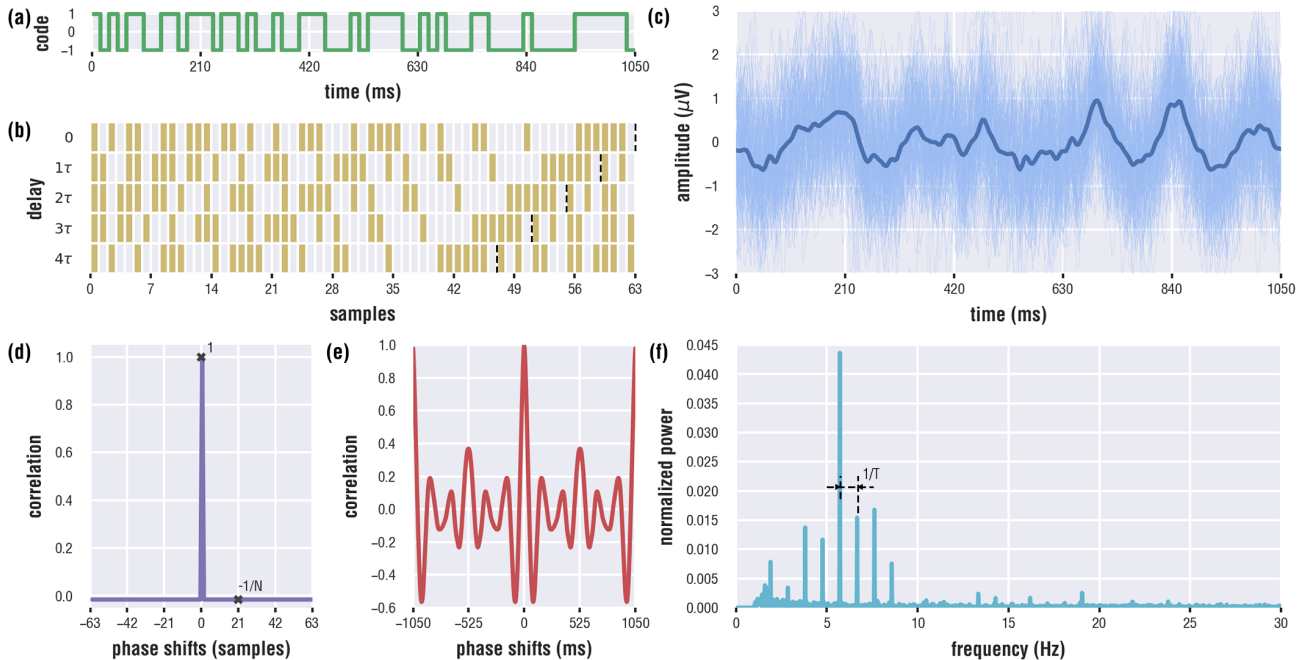 (a)
code
1
0
−1
0 210 420 630 840 1050
time (ms)
(b)
delay
0
1τ
2τ
3τ
4τ
0 7 14 21 28 35 42 49 56 63
samples
(c)
amplitude (μV)
3
2
1
0
−1
−2
−3
0 210 420 630 840 1050
time (ms)
(d)
correlation
1.0
0.8
0.6
0.4
0.2
0.0
1
-1/N
−63 −42 −21 0 21 42 63
phase shifts (samples)
(e)
correlation
1.0
0.8
0.6
0.4
0.2
0.0
−0.2
−0.4
−0.6
−1050 −525 0 525 1050
phase shifts (ms)
(f)
normalized power
0.045
0.040
0.035
0.030
0.025
0.020
0.015
0.010
0.005
0.000
1/T
0 5 10 15 20 25 30
frequency (Hz)